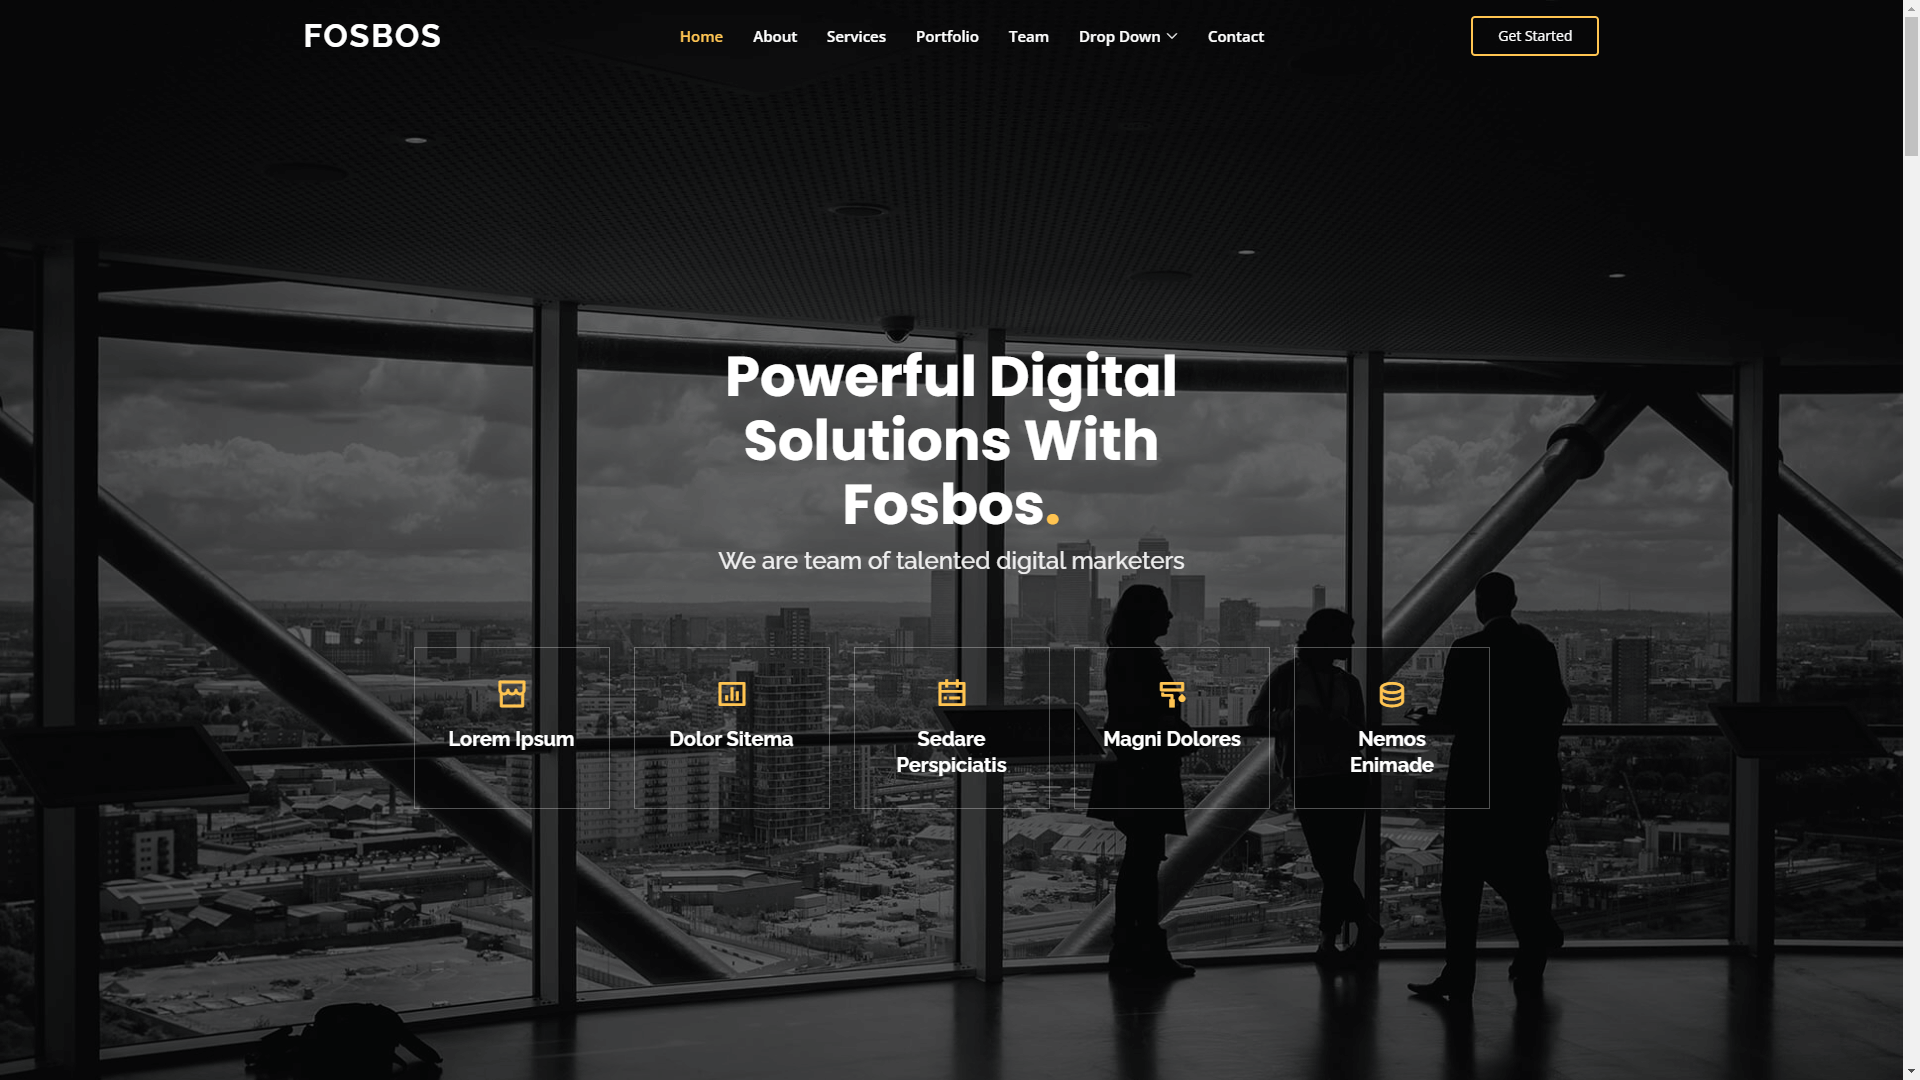 FOSBOS
Home
About
Services
Portfolio
Team
Drop Down
Contact
Get Started
Powerful Digital
Solutions With
Fosbos.
We are team of talented digital marketers
Lorem Ipsum
Dolor Sitema
Sedare
Perspiciatis
Magni Dolores
Nemos
Enimade